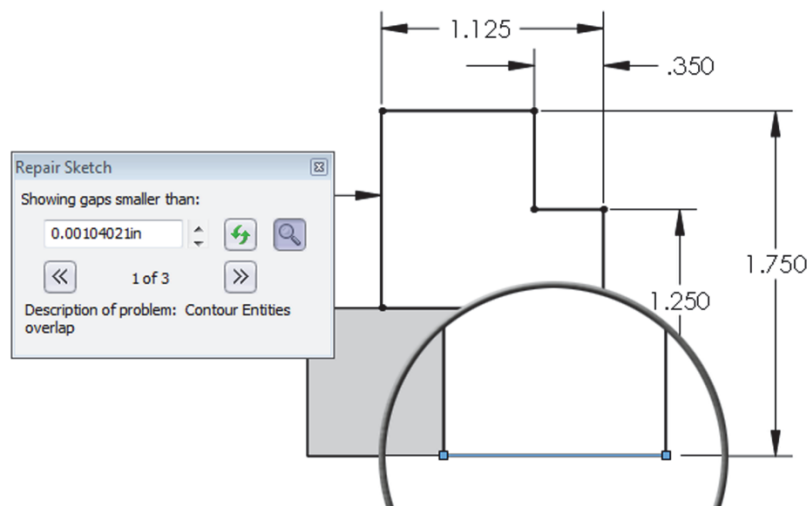 1.125
.350
Repair Sketch
Showing gaps smaller than:
0.00104021in
1 of 3
Description of problem: Contour Entities
overlap
1.750
1.250